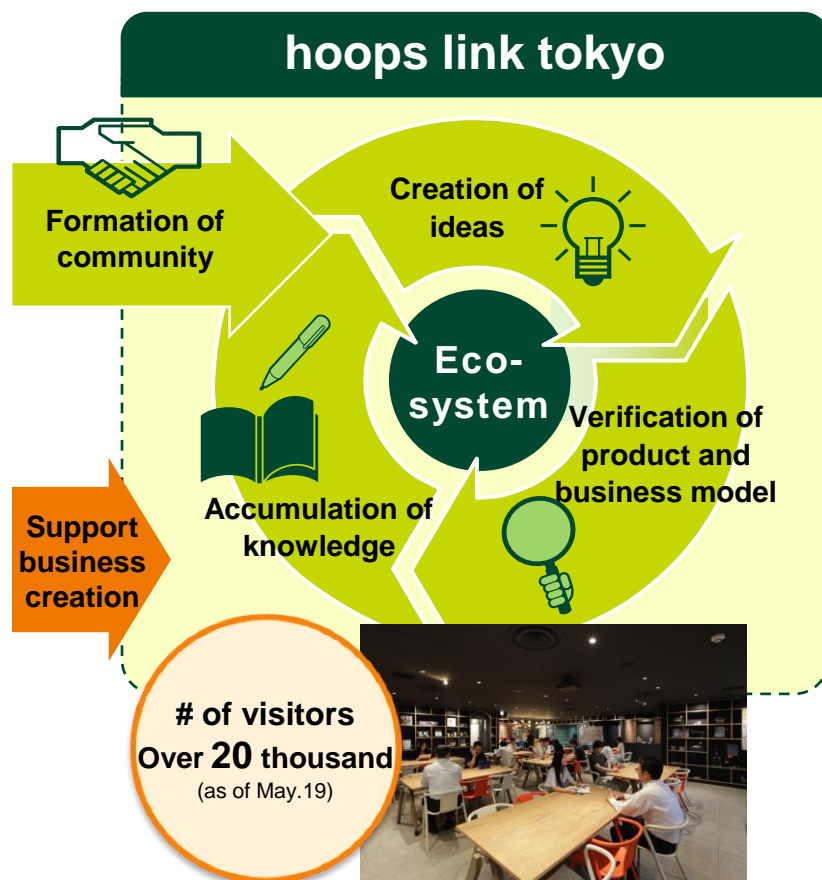 hoops link tokyo
Formation of
community
Creation of
ideas
Eco-
system
Verification of
product and
business model
Accumulation of
knowledge
Support
business
creation
# of visitors
Over 20 thousand
(as of May.19)